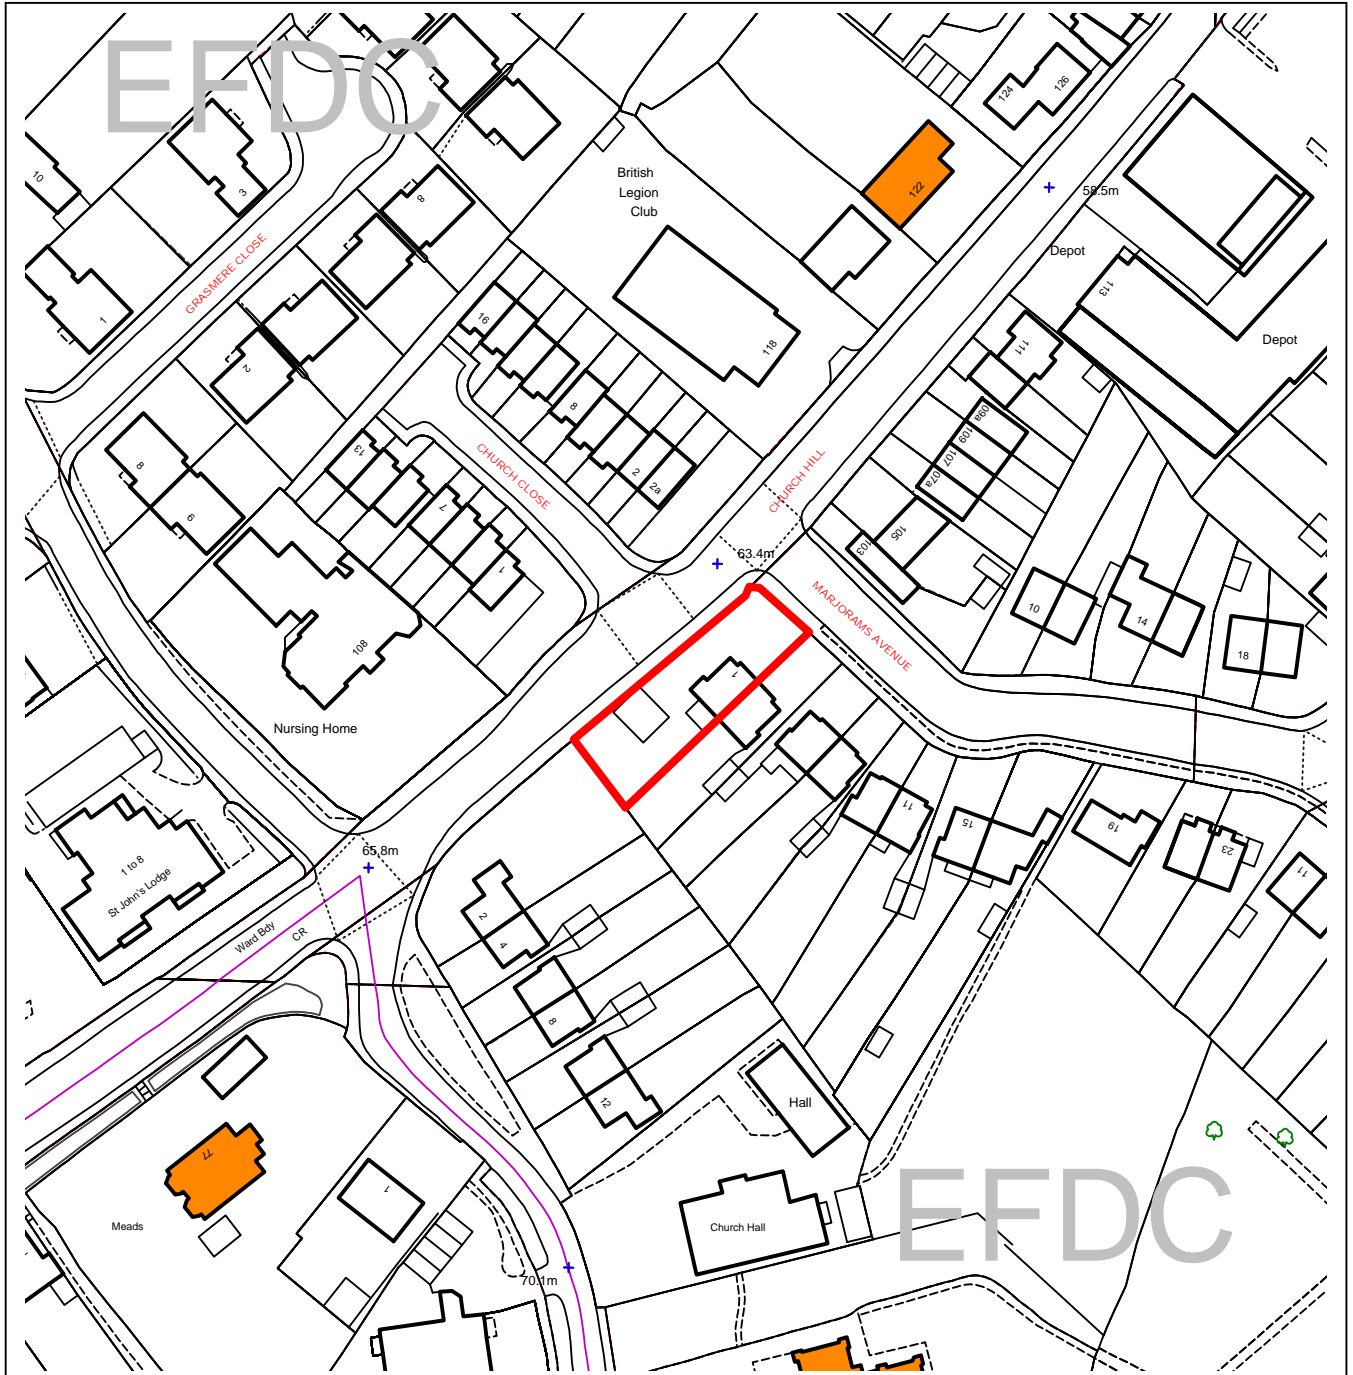 EFDC
124
126
10
3
8
British
Legion
Club
122
58.5m
Depot
GRASMERE CLOSE
1
113
Depot
16
118
111
2
8
09a
109
107
107a
CHURCH HILL
13
CHURCH CLOSE
2
2a
8
6
7
105
103
63.4m
1
MARJORAMS AVENUE
10
14
18
108
1
Nursing Home
11
15
19
23
11
65.8m
1 to 8
St John's Lodge
2
4
Ward Bdy
CR
8
12
Hall
77
1
EFDC
Meads
Church Hall
70.1m